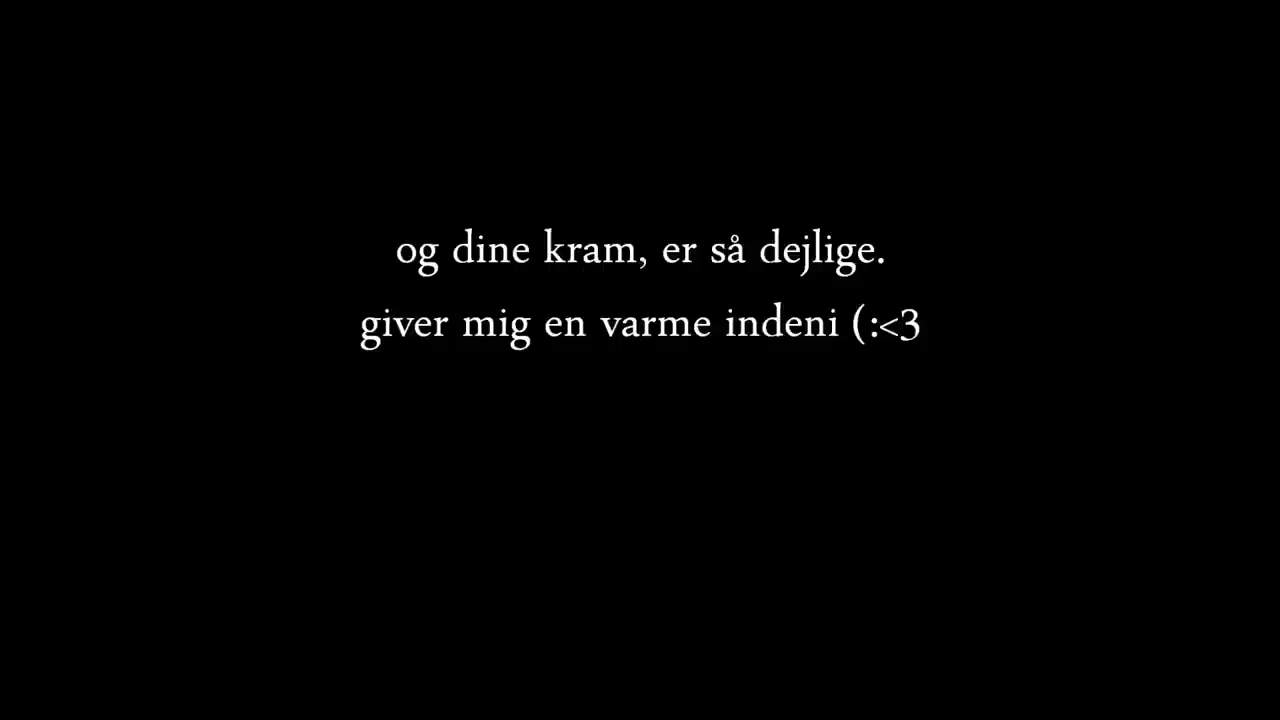 og dine kram, er så dejlige.
giver mig en varme indeni (:<3